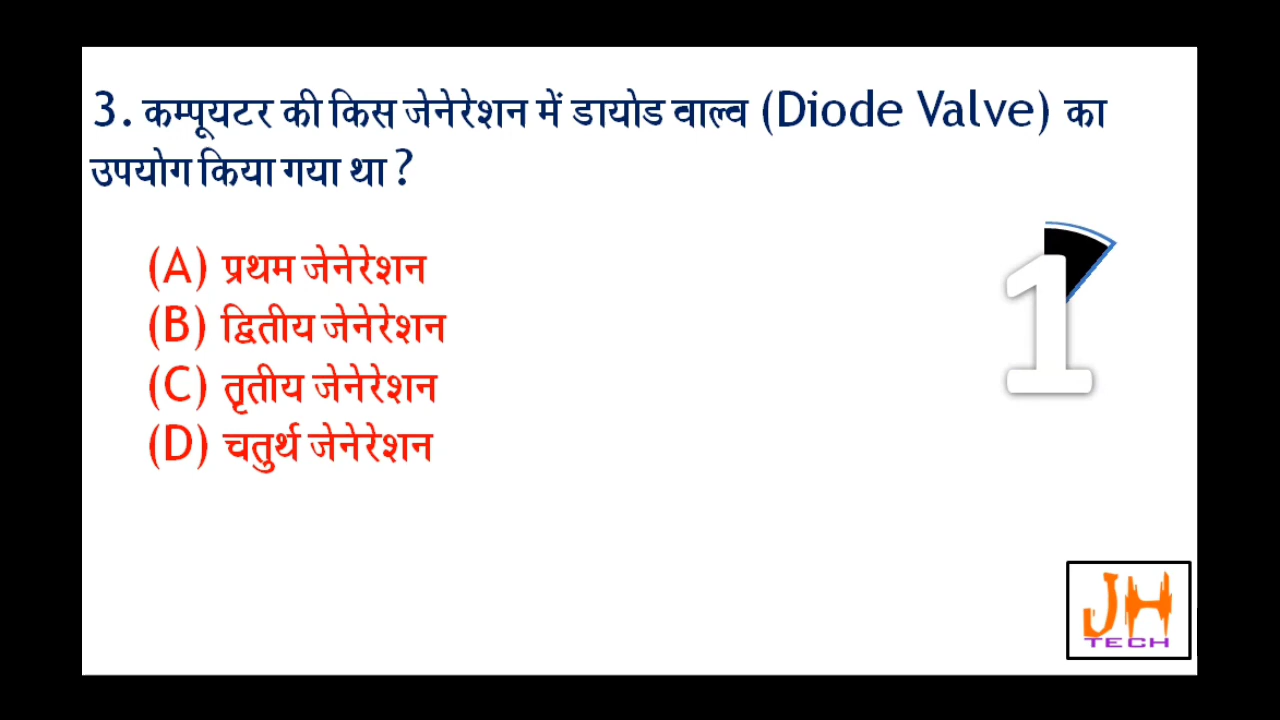 3. कम्पूयटर की किस जेनेरेशन में डायोड वाल्व (Diode Valve) का
उपयोग किया गया था ?
(A) प्रथम जेनेरेशन
(B) द्वितीय जेनेरेशन
(C) तृतीय जेनेरेशन
(D) चतुर्थ जेनेरेशन
1
JH
TECH